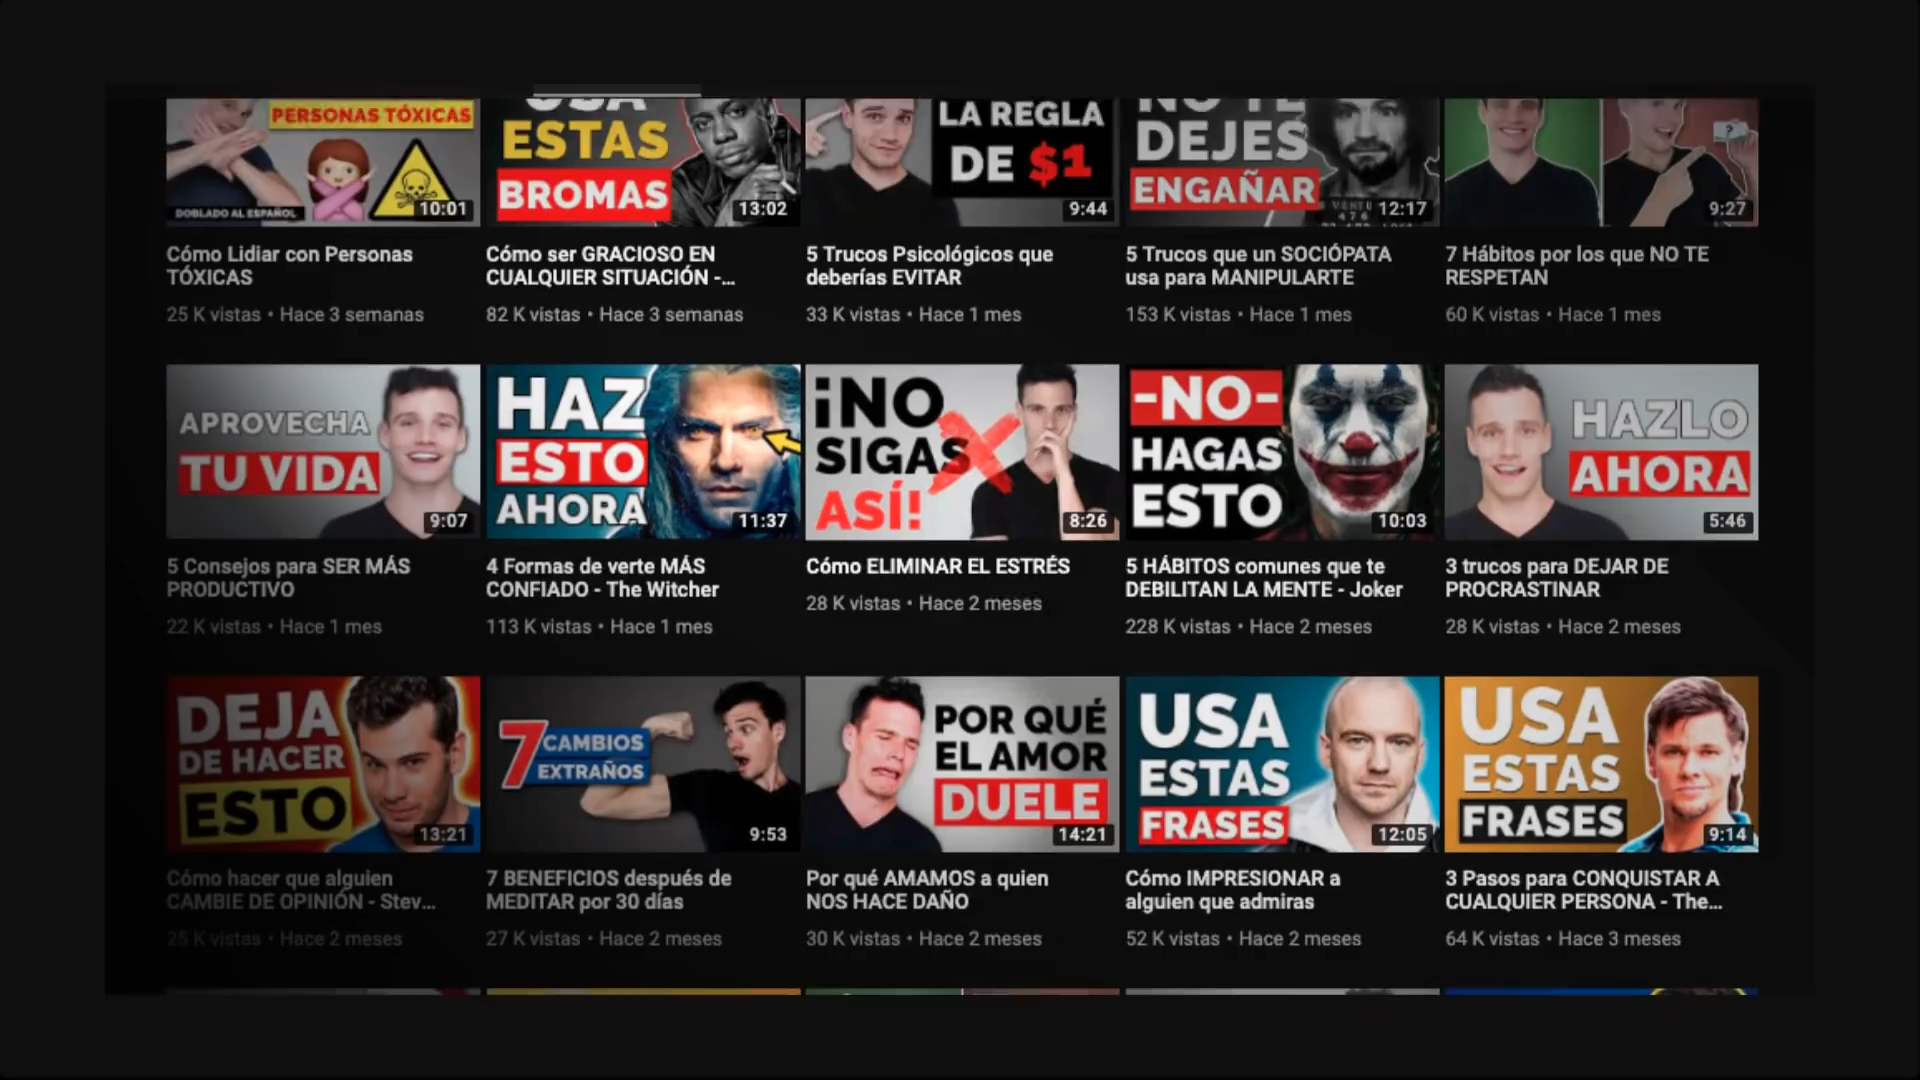 PERSONAS TÓXICAS
DOBLADO AL ESPAÑOL
10:01
USA
ESTAS
BROMAS
13:02
LA REGLA
DE $1
9:44
NO TE
DEJES
ENGAÑAR
12:17
?
9:27
Cómo Lidiar con Personas
TÓXICAS
25 K vistas • Hace 3 semanas
Cómo ser GRACIOSO EN
CUALQUIER SITUACIÓN -...
82 K vistas • Hace 3 semanas
5 Trucos Psicológicos que
deberías EVITAR
33 K vistas • Hace 1 mes
5 Trucos que un SOCIÓPATA
usa para MANIPULARTE
153 K vistas • Hace 1 mes
7 Hábitos por los que NO TE
RESPETAN
60 K vistas • Hace 1 mes
APROVECHA
TU VIDA
9:07
HAZ
ESTO
AHORA
11:37
¡NO
SIGAS
ASÍ!
8:26
-NO-
HAGAS
ESTO
10:03
HAZLO
AHORA
5:46
5 Consejos para SER MÁS
PRODUCTIVO
22 K vistas • Hace 1 mes
4 Formas de verte MÁS
CONFIADO - The Witcher
113 K vistas • Hace 1 mes
Cómo ELIMINAR EL ESTRÉS
28 K vistas • Hace 2 meses
5 HÁBITOS comunes que te
DEBILITAN LA MENTE - Joker
228 K vistas • Hace 2 meses
3 trucos para DEJAR DE
PROCRASTINAR
28 K vistas • Hace 2 meses
DEJA
DE HACER
ESTO
13:21
7 CAMBIOS
EXTRAÑOS
9:53
POR QUÉ
EL AMOR
DUELE
14:21
USA
ESTAS
FRASES
12:05
USA
ESTAS
FRASES
9:14
Cómo hacer que alguien
CAMBIE DE OPINIÓN - Stev...
25 K vistas • Hace 2 meses
7 BENEFICIOS después de
MEDITAR por 30 días
27 K vistas • Hace 2 meses
Por qué AMAMOS a quien
NOS HACE DAÑO
30 K vistas • Hace 2 meses
Cómo IMPRESIONAR a
alguien que admiras
52 K vistas • Hace 2 meses
3 Pasos para CONQUISTAR A
CUALQUIER PERSONA - The...
64 K vistas • Hace 3 meses